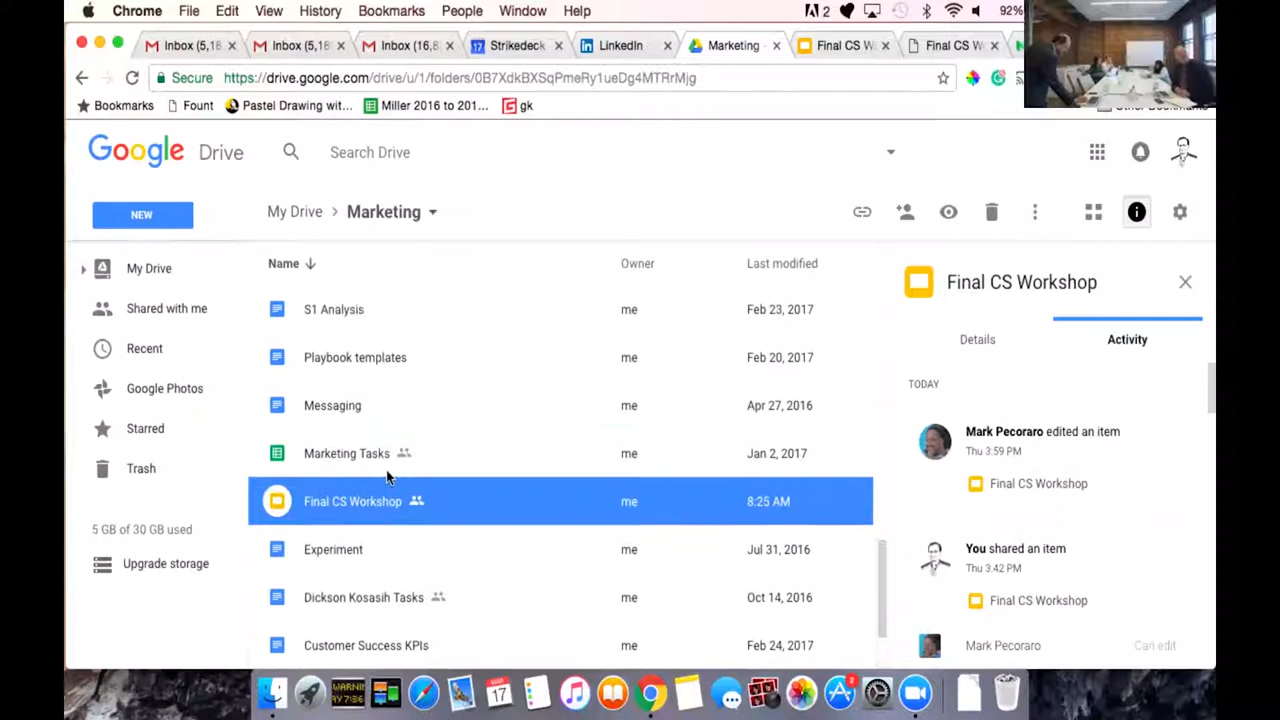 Chrome File Edit View History Bookmarks People Window Help 2 92%
Inbox (5,18 Inbox (5,18 Inbox (16,8 17 Strikedeck LinkedIn Marketing - Final CS W Final CS W
Secure https://drive.google.com/drive/u/1/folders/0B7XdkBXSqPmeRy1ueDg4MTRrMjg
Bookmarks Fount Pastel Drawing wit... Miller 2016 to 201... gk Other Bookmarks
Google Drive Search Drive
NEW My Drive > Marketing
My Drive
Shared with me
Recent
Google Photos
Starred
Trash
5 GB of 30 GB used
Upgrade storage
Name Owner Last modified
S1 Analysis me Feb 23, 2017
Playbook templates me Feb 20, 2017
Messaging me Apr 27, 2016
Marketing Tasks me Jan 2, 2017
Final CS Workshop me 8:25 AM
Experiment me Jul 31, 2016
Dickson Kosasih Tasks me Oct 14, 2016
Customer Success KPIs me Feb 24, 2017
Final CS Workshop
Details Activity
TODAY
Mark Pecoraro edited an item
Thu 3:59 PM
Final CS Workshop
You shared an item
Thu 3:42 PM
Final CS Workshop
Mark Pecoraro Can edit
MAR
17
2